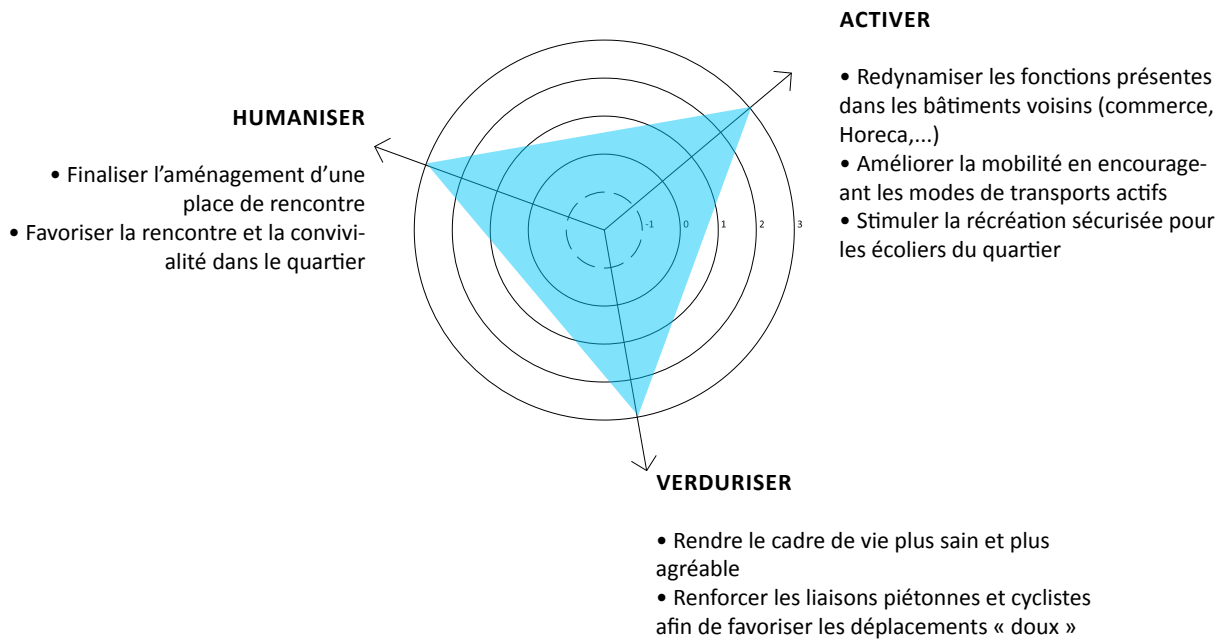 ACTIVER
• Redynamiser les fonctions présentes
dans les bâtiments voisins (commerce,
Horeca,...)
• Améliorer la mobilité en encourage-
ant les modes de transports actifs
• Stimuler la récréation sécurisée pour
les écoliers du quartier
HUMANISER
• Finaliser l'aménagement d'une
place de rencontre
• Favoriser la rencontre et la convivi-
alité dans le quartier
-1 0 1 2 3
VERDURISER
• Rendre le cadre de vie plus sain et plus
agréable
• Renforcer les liaisons piétonnes et cyclistes
afin de favoriser les déplacements « doux »